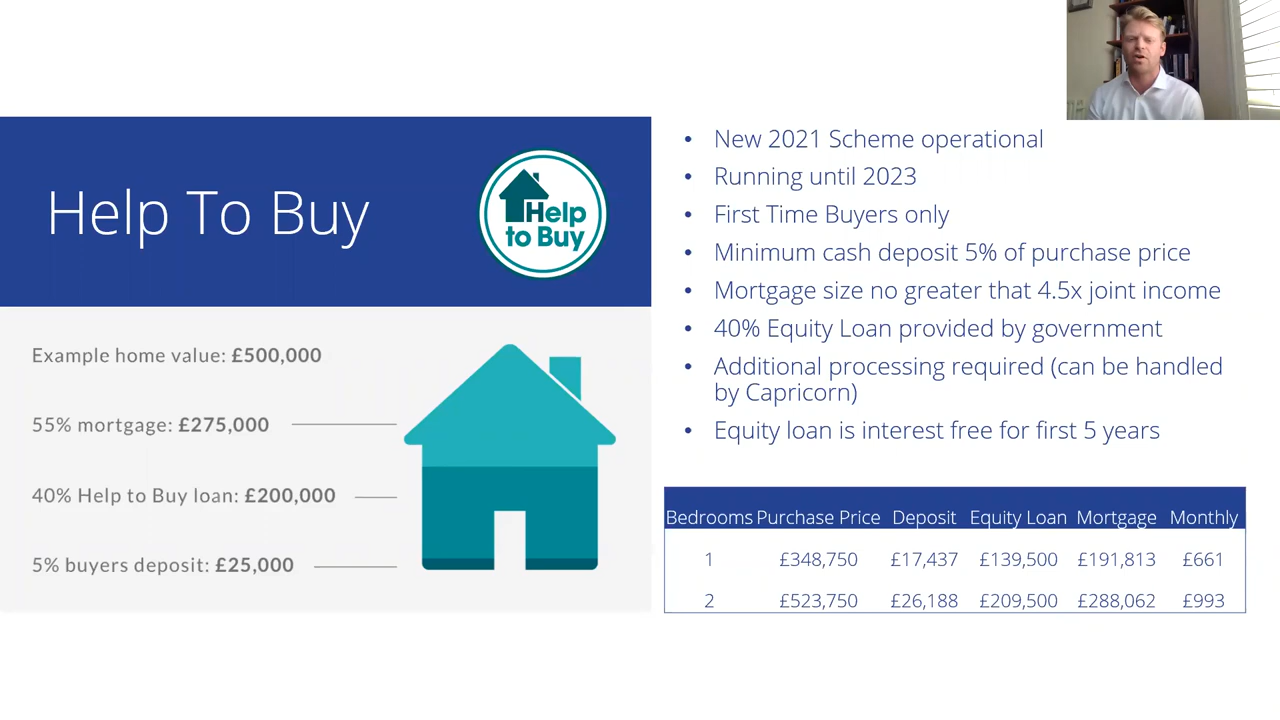 Help To Buy
Help
to Buy
Example home value: £500,000
55% mortgage: £275,000
40% Help to Buy loan: £200,000
5% buyers deposit: £25,000
• New 2021 Scheme operational
• Running until 2023
• First Time Buyers only
• Minimum cash deposit 5% of purchase price
• Mortgage size no greater that 4.5x joint income
• 40% Equity Loan provided by government
• Additional processing required (can be handled
by Capricorn)
• Equity loan is interest free for first 5 years
Bedrooms Purchase Price Deposit Equity Loan Mortgage Monthly
1 £348,750 £17,437 £139,500 £191,813 £661
2 £523,750 £26,188 £209,500 £288,062 £993